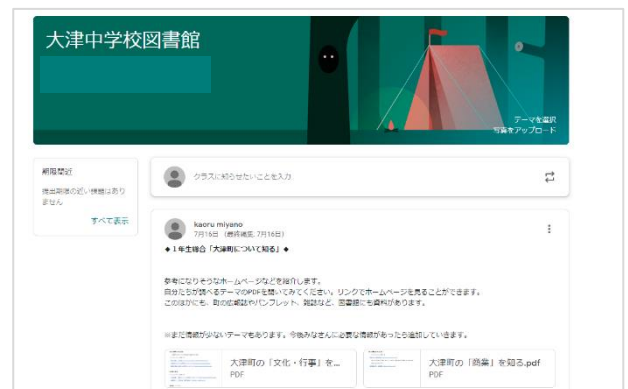 大津中学校図書館
テーマを選択
写真をアップロード
期限間近
提出期限の近い課題はあり
ません
すべて表示
クラスに知らせたいことを入力
kaoru miyano
7月16日 (最終編集: 7月16日)
◆１年生総合「大津町について知る」◆
参考になりそうなホームページなどを紹介します。
自分たちが調べるテーマのPDFを開いてみてください。リンクでホームページを見ることができます。
このほかにも、町の広報誌やパンフレット、雑誌など、図書館にも資料があります。
※まだ情報が少ないテーマもあります。今後みなさんに必要な情報があったら追加していきます。
大津町の「文化・行事」を...
PDF
大津町の「商業」を知る.pdf
PDF